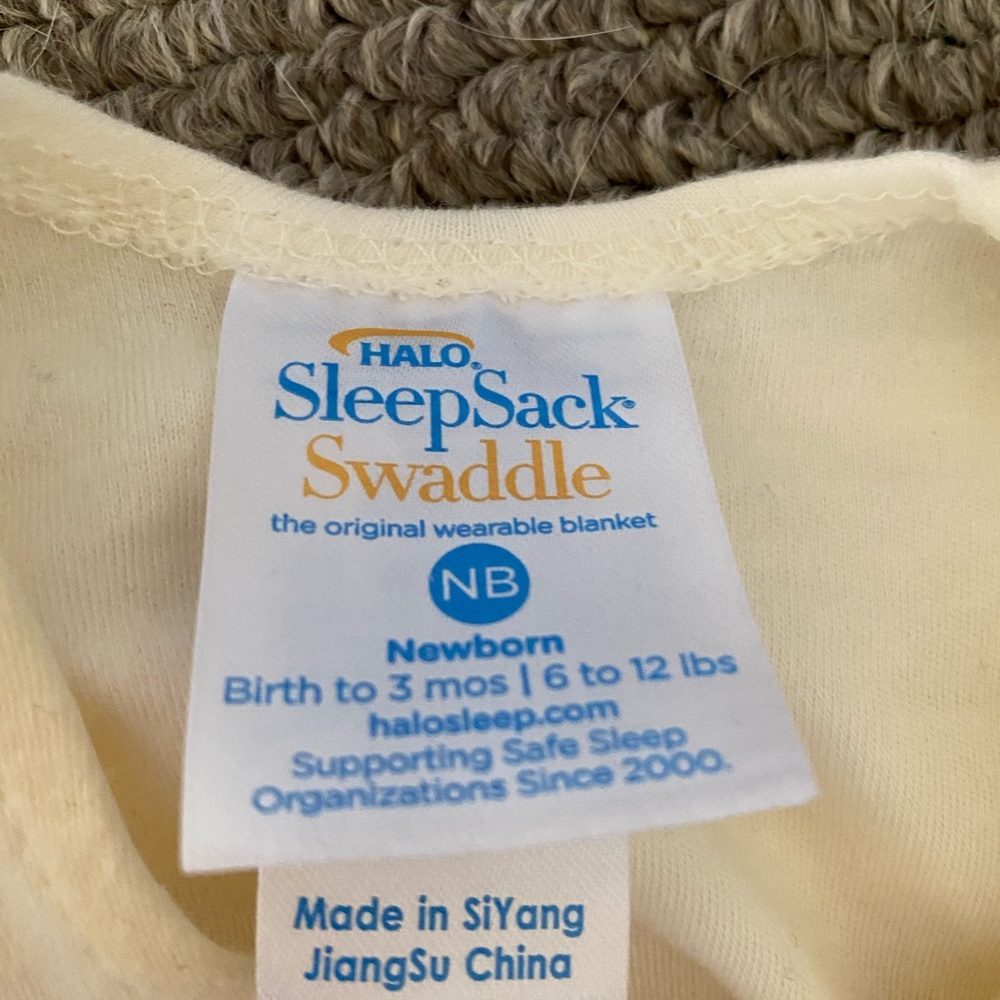 HALO®
SleepSack®
Swaddle
the original wearable blanket
NB
Newborn
Birth to 3 mos | 6 to 12 lbs
halosleep.com
Supporting Safe Sleep
Organizations Since 2000.
Made in SiYang
JiangSu China